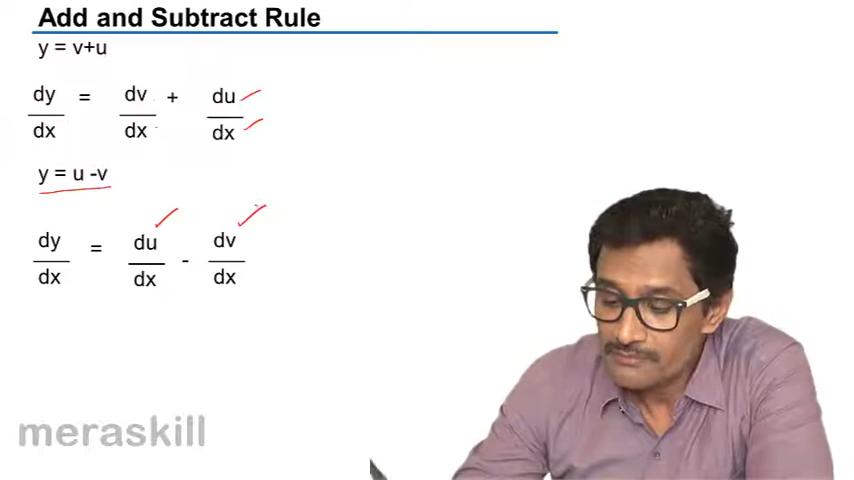 Add and Subtract Rule
y = v+u
dy = dv + du
dx dx dx
y = u -v
dy = du - dv
dx dx dx
meraskill